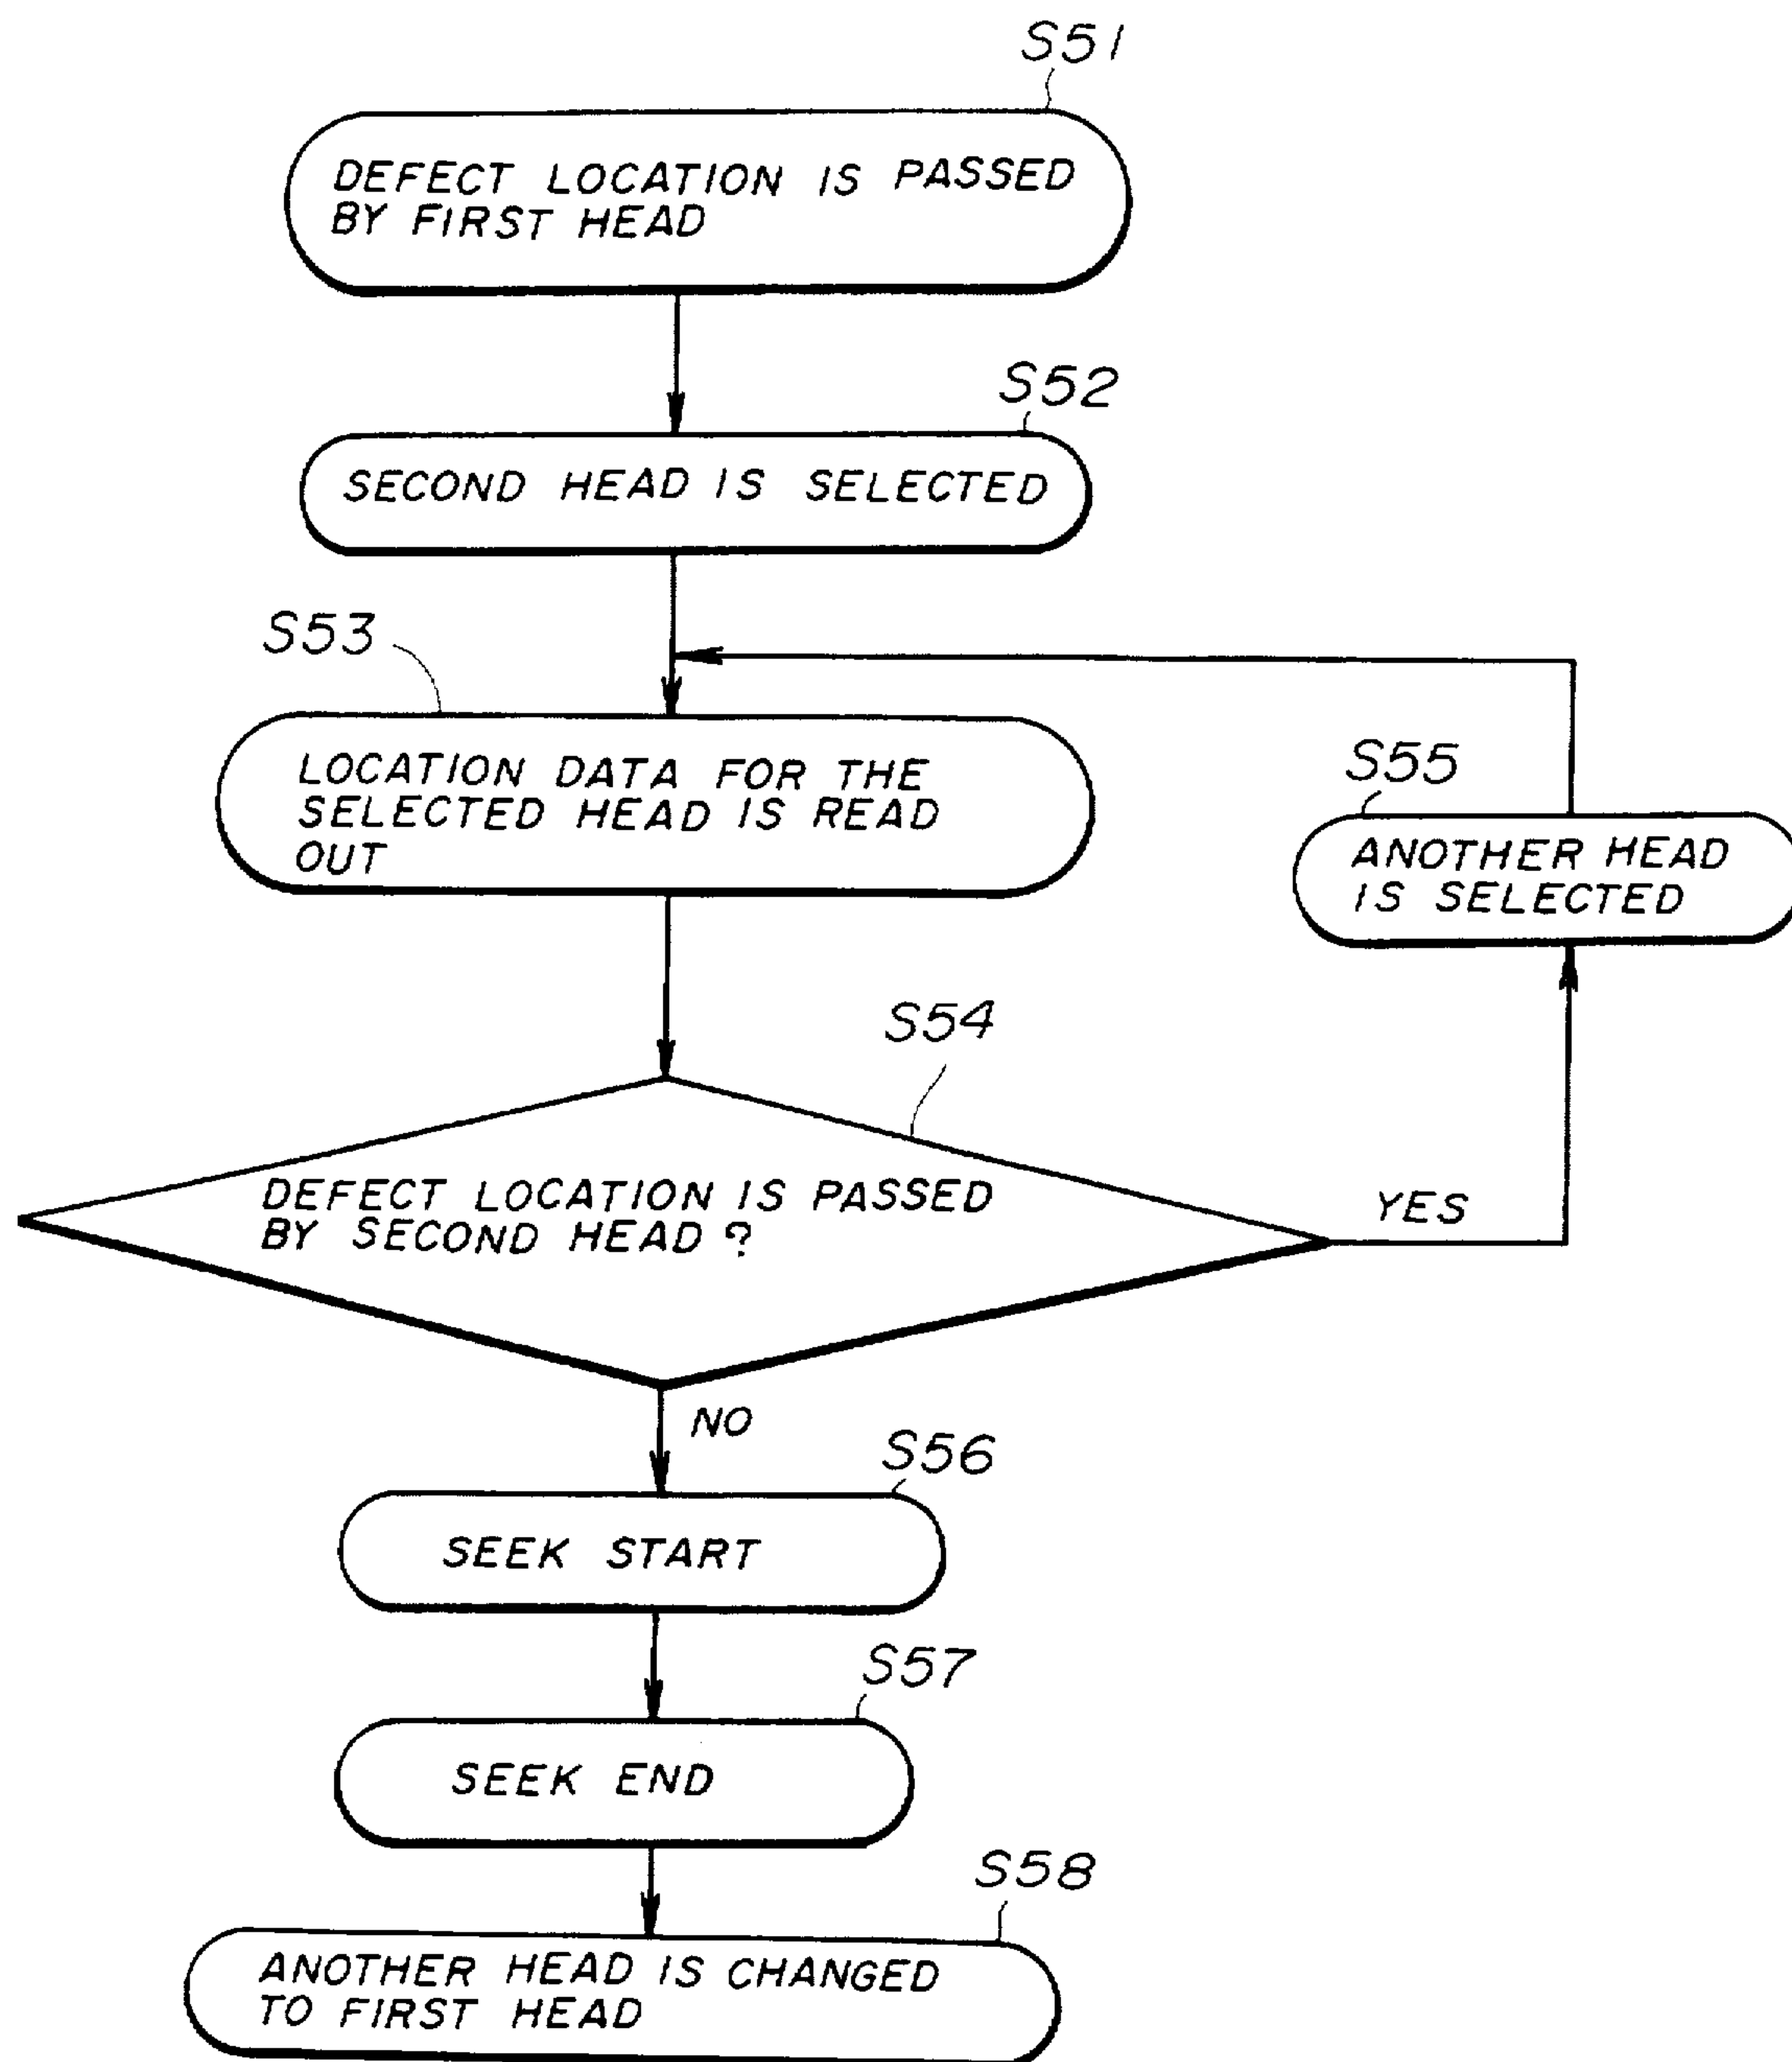 S51
DEFECT LOCATION IS PASSED
BY FIRST HEAD
S52
SECOND HEAD IS SELECTED
S53
LOCATION DATA FOR THE
SELECTED HEAD IS READ
OUT
S55
ANOTHER HEAD
IS SELECTED
S54
DEFECT LOCATION IS PASSED
BY SECOND HEAD ?
YES
NO
S56
SEEK START
S57
SEEK END
S58
ANOTHER HEAD IS CHANGED
TO FIRST HEAD